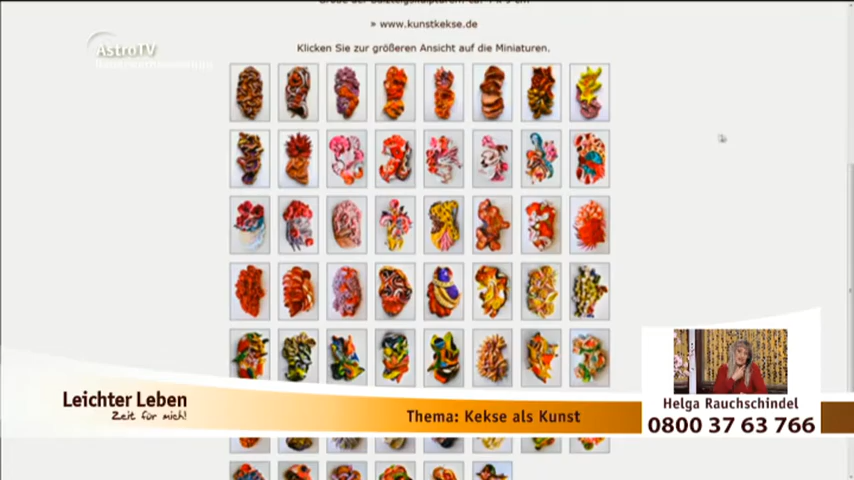 » www.kunstkekse.de
Klicken Sie zur größeren Ansicht auf die Miniaturen.
AstroTV
Leichter Leben
Zeit für mich!
Thema: Kekse als Kunst
Helga Rauchschindel
0800 37 63 766